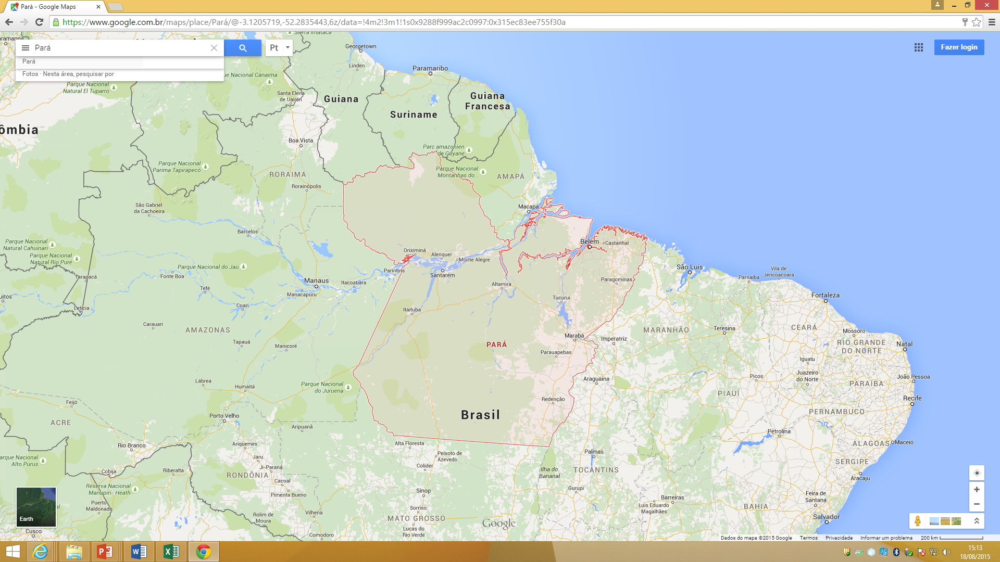 Pará - Google Maps
https://www.google.com.br/maps/place/Pará/@-3.1205719,-52.2835443,6z/data=!4m2!3m1!1s0x9288f999ac2c0997:0x315ec83ee755f30a
Pará
Pt
Fazer login
Pará
Fotos · Nesta área, pesquisar por
Georgetown
Linden
Paramaribo
Parque Nacional
Natural El Tuparro
Santa Elena
de Uairén
Guiana
Suriname
Guiana
Francesa
ômbia
Boa Vista
Parc amazonien
de Guyane
Parque Nacional
Parima Tapirapecó
RORAIMA
Rorainópolis
Parque Nacional
Montanhas do...
AMAPÁ
São Gabriel
da Cachoeira
Macapá
Barcelos
Parque Nacional
Natural Cahuinari
Parque Nacional
Natural Río Puré
Belém
Castanhal
Oriximiná
Alenquer
Monte Alegre
Parque Nacional do Jaú
Parintins
Santarém
São Luís
Vila de
Jericoacoara
Parnaíba
Tarapacá
Fonte Boa
Tefé
Manaus
Itacoatiara
Manacapuru
Altamira
Paragominas
Tucuruí
Fortaleza
Leticia
Coari
Itaituba
Carauari
AMAZONAS
Tapauá
Manicoré
PARÁ
Marabá
Parauapebas
Imperatriz
MARANHÃO
Teresina
CEARÁ
Mossoró
RIO GRANDE
DO NORTE
Natal
Iguatu
Juazeiro
do Norte
Picos
João Pessoa
PARAÍBA
Lábrea
Humaitá
Parque Nacional
do Juruena
Araguaína
PIAUÍ
Recife
PERNAMBUCO
Feijó
ACRE
Porto Velho
Aripuanã
Redenção
Brasil
Petrolina
ALAGOAS
Maceió
Rio Branco
Ariquemes
Alta Floresta
Peixoto de
Azevedo
Palmas
SERGIPE
Aracaju
Parque Nacional
Alto Purus
Jaru
Ji-Paraná
Colíder
Cobija
Riberalta
RONDÔNIA
Cacoal
Pimenta Bueno
Ilha do
Bananal
TOCANTINS
Gurupi
Reserva Nacional
Manupiri- Heath
Sinop
Barreiras
Feira de
Santana
Puerto
Maldonado
Sorriso
Luis Eduardo
Magalhães
BAHIA
Earth
Rolim de
Moura
Vilhena
MATO GROSSO
Lucas do
Rio Verde
Google
Salvador
Cusco
Comodoro
Dados do mapa ©2015 Google
Termos
Privacidade
Informar um problema
200 km
15:13
18/08/2015